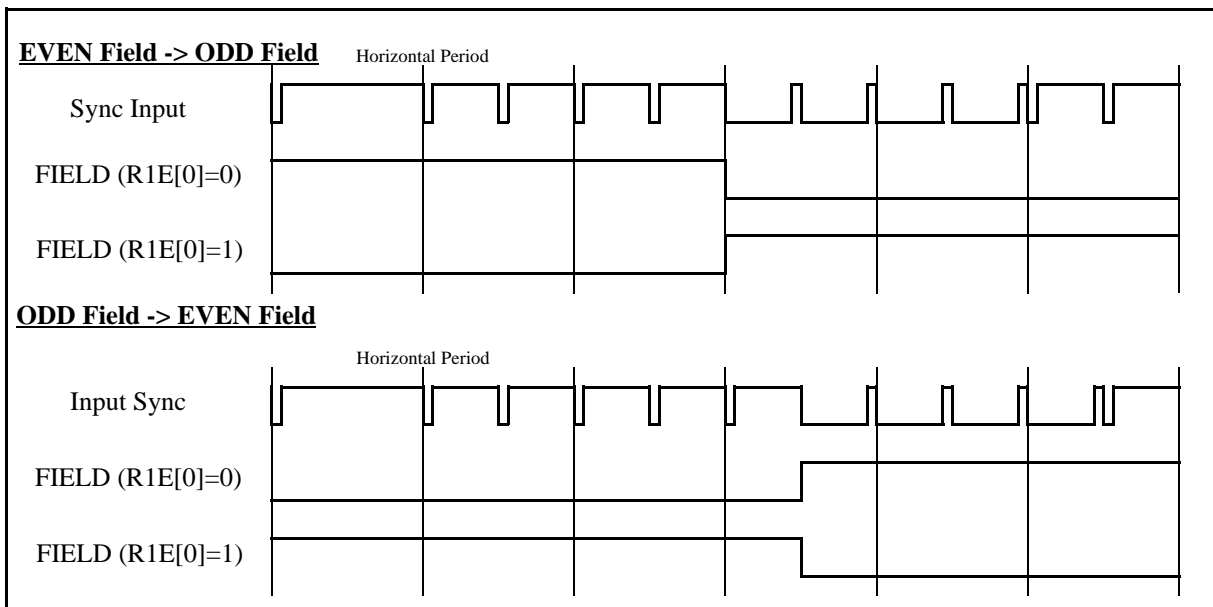 EVEN Field -> ODD Field
Horizontal Period
Sync Input
FIELD (R1E[0]=0)
FIELD (R1E[0]=1)
ODD Field -> EVEN Field
Horizontal Period
Input Sync
FIELD (R1E[0]=0)
FIELD (R1E[0]=1)